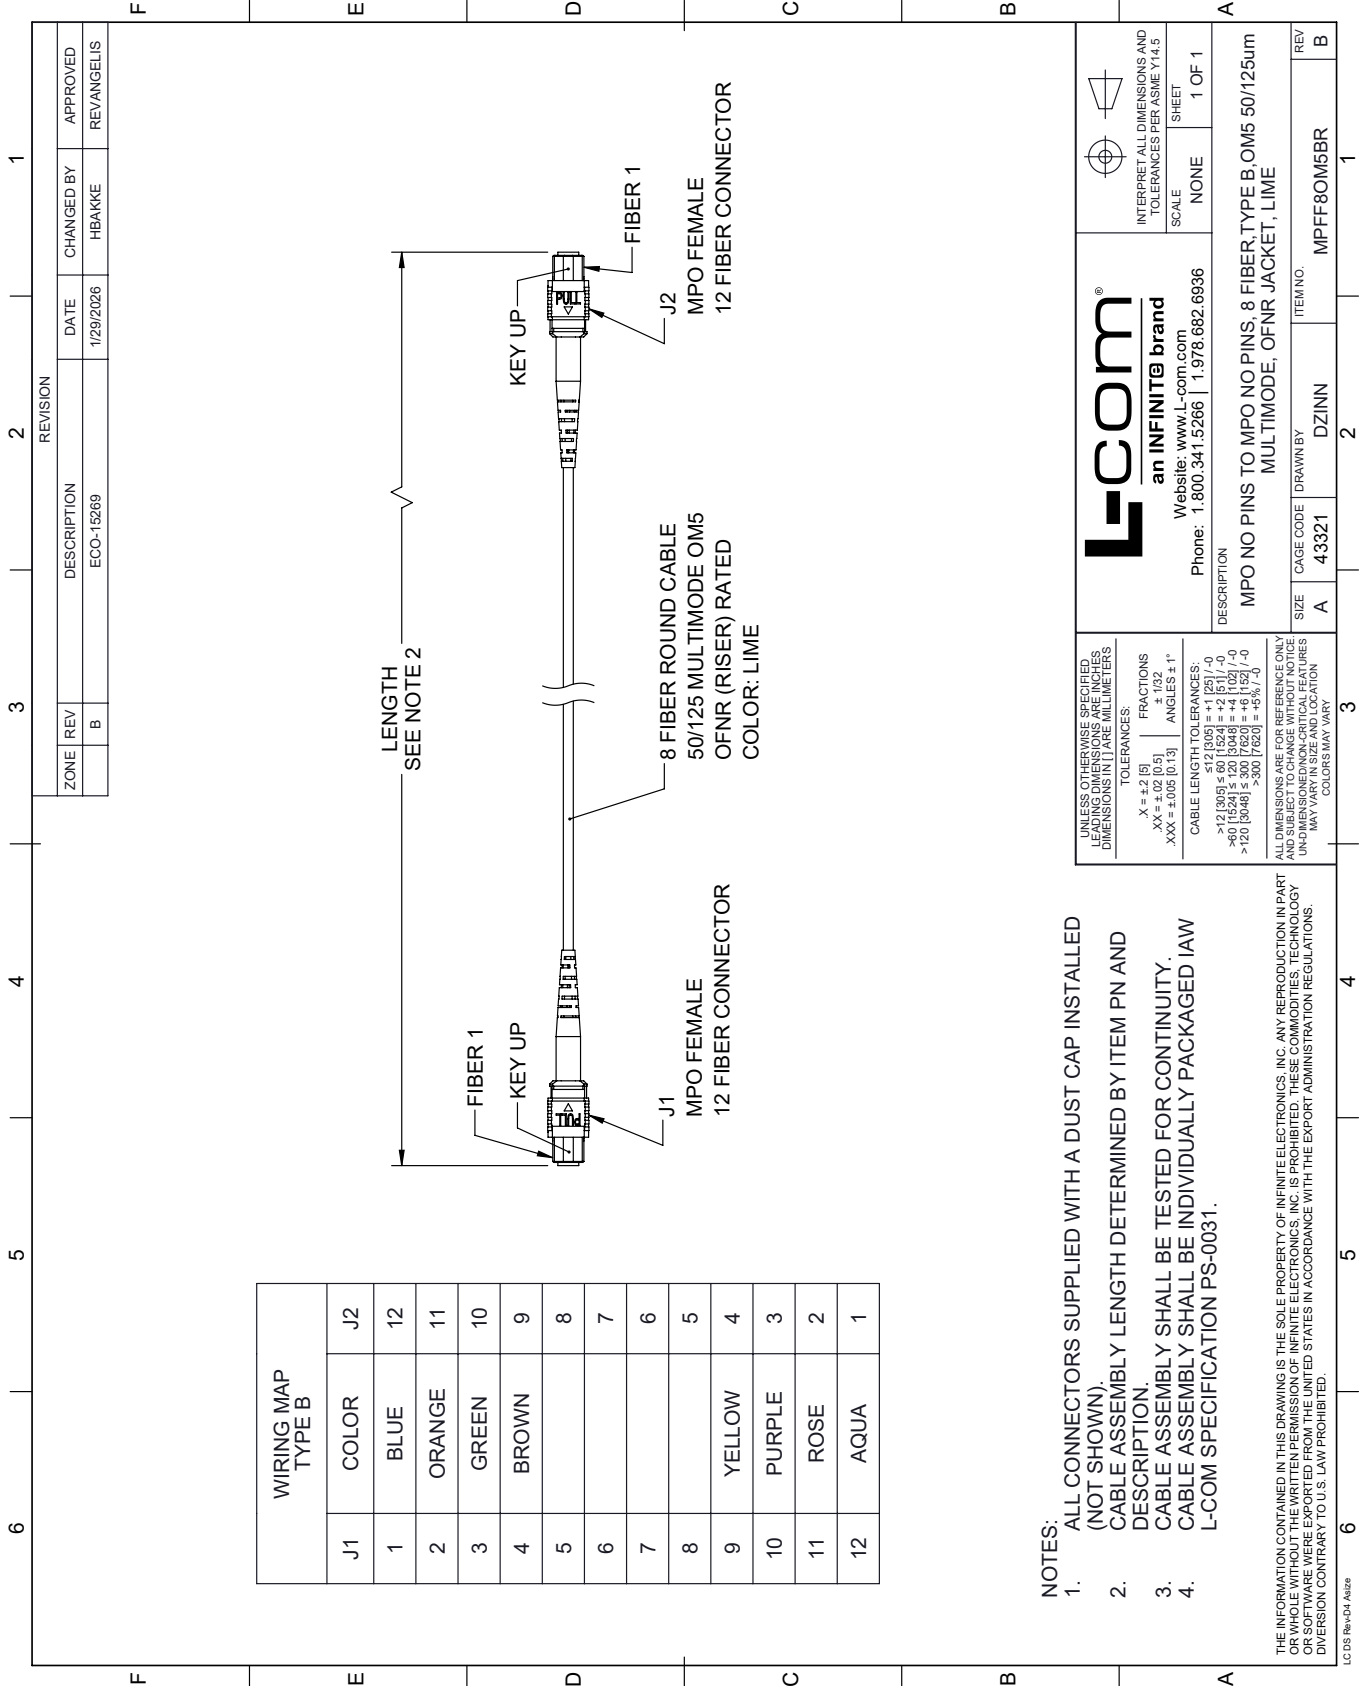 REVISION
ZONE REV DESCRIPTION DATE CHANGED BY APPROVED
B ECO-15269 1/29/2026 HBAKKE REVANGELIS
6 5 4 3 2 1
F
E
D
C
B
A
LENGTH
SEE NOTE 2
FIBER 1
KEY UP
PULL
J1
MPO FEMALE
12 FIBER CONNECTOR
8 FIBER ROUND CABLE
50/125 MULTIMODE OM5
OFNR (RISER) RATED
COLOR: LIME
KEY UP
PULL
FIBER 1
J2
MPO FEMALE
12 FIBER CONNECTOR
WIRING MAP
TYPE B
J1 COLOR J2
1 BLUE 12
2 ORANGE 11
3 GREEN 10
4 BROWN 9
5 8
6 7
7 6
8 5
9 YELLOW 4
10 PURPLE 3
11 ROSE 2
12 AQUA 1
NOTES:
1. ALL CONNECTORS SUPPLIED WITH A DUST CAP INSTALLED
(NOT SHOWN).
2. CABLE ASSEMBLY LENGTH DETERMINED BY ITEM PN AND
DESCRIPTION.
3. CABLE ASSEMBLY SHALL BE TESTED FOR CONTINUITY.
4. CABLE ASSEMBLY SHALL BE INDIVIDUALLY PACKAGED IAW
L-COM SPECIFICATION PS-0031.
THE INFORMATION CONTAINED IN THIS DRAWING IS THE SOLE PROPERTY OF INFINITE ELECTRONICS, INC. ANY REPRODUCTION IN PART
OR WHOLE WITHOUT THE WRITTEN PERMISSION OF INFINITE ELECTRONICS, INC. IS PROHIBITED. THESE COMMODITIES, TECHNOLOGY
OR SOFTWARE WERE EXPORTED FROM THE UNITED STATES IN ACCORDANCE WITH THE EXPORT ADMINISTRATION REGULATIONS.
DIVERSION CONTRARY TO U.S. LAW PROHIBITED.
UNLESS OTHERWISE SPECIFIED
LEADING DIMENSIONS ARE INCHES
DIMENSIONS IN [ ] ARE MILLIMETERS
TOLERANCES:
.X = ±.2 [5] FRACTIONS
.XX = ±.02 [0.5] ± 1/32
.XXX = ±.005 [0.13] ANGLES ± 1°
CABLE LENGTH TOLERANCES:
≤12 [305] = +1 [25] / -0
>12 [305] ≤ 60 [1524] = +2 [51] / -0
>60 [1524] ≤ 120 [3048] = +4 [102] / -0
>120 [3048] ≤ 300 [7620] = +6 [152] / -0
>300 [7620] = +5% / -0
ALL DIMENSIONS ARE FOR REFERENCE ONLY
AND SUBJECT TO CHANGE WITHOUT NOTICE.
UN-DIMENSIONED/NON-CRITICAL FEATURES
MAY VARY IN SIZE AND LOCATION
COLORS MAY VARY
L-com®
an INFINITE brand
Website: www.L-com.com
Phone: 1.800.341.5266 | 1.978.682.6936
INTERPRET ALL DIMENSIONS AND
TOLERANCES PER ASME Y14.5
SCALE NONE
SHEET 1 OF 1
DESCRIPTION
MPO NO PINS TO MPO NO PINS, 8 FIBER,TYPE B,OM5 50/125um
MULTIMODE, OFNR JACKET, LIME
SIZE CAGE CODE DRAWN BY ITEM NO. REV
A 43321 DZINN MPFF8OM5BR B
F
E
D
C
B
A
6 5 4 3 2 1
LC DS Rev-D4 Asize